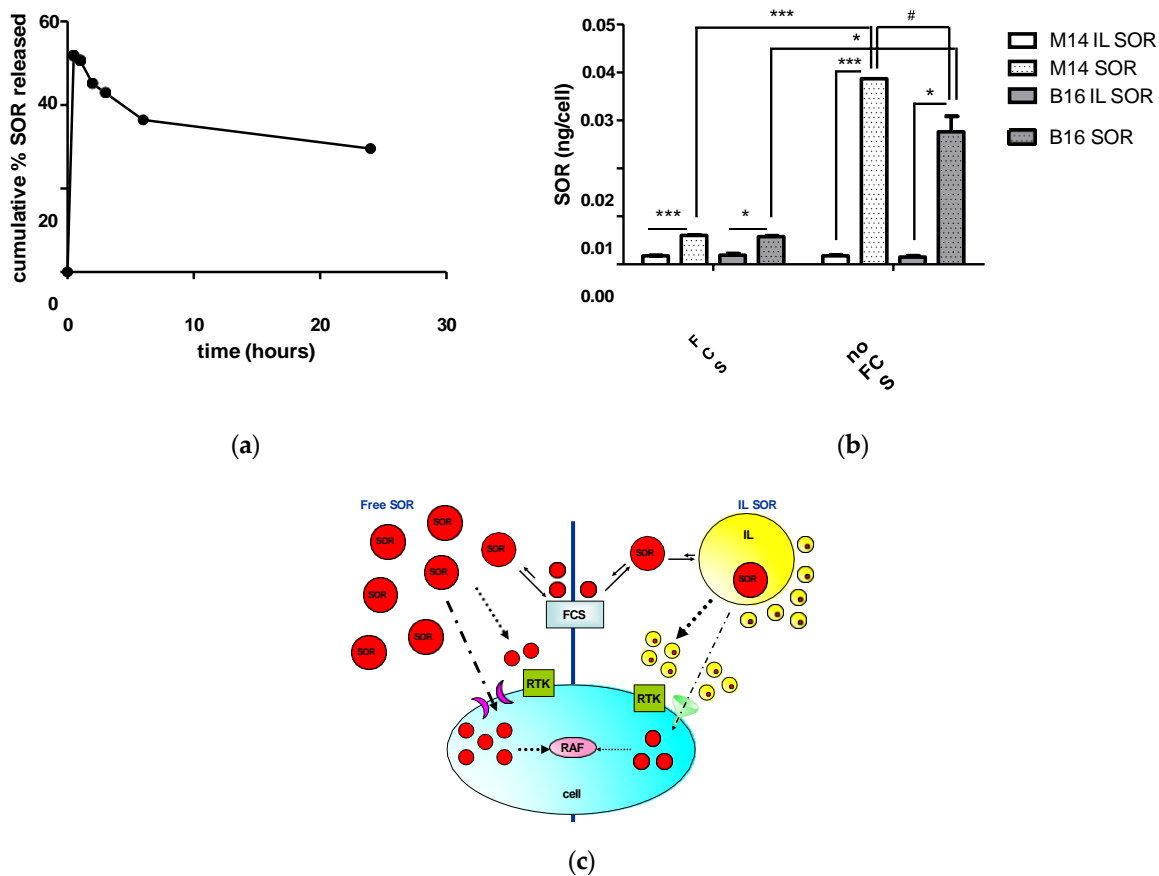 60
40
20
0
cumulative % SOR released
0 10 20 30
time (hours)
(a)
0.05
0.04
0.03
0.02
0.01
0.00
SOR (ng/cell)
***
*
***
*
***
#
*
*
FCS
no FCS
M14 IL SOR
M14 SOR
B16 IL SOR
B16 SOR
(b)
Free SOR
IL SOR
SOR
SOR
SOR
SOR
SOR
SOR
SOR
SOR
IL
SOR
FCS
RTK
RTK
RAF
cell
(c)